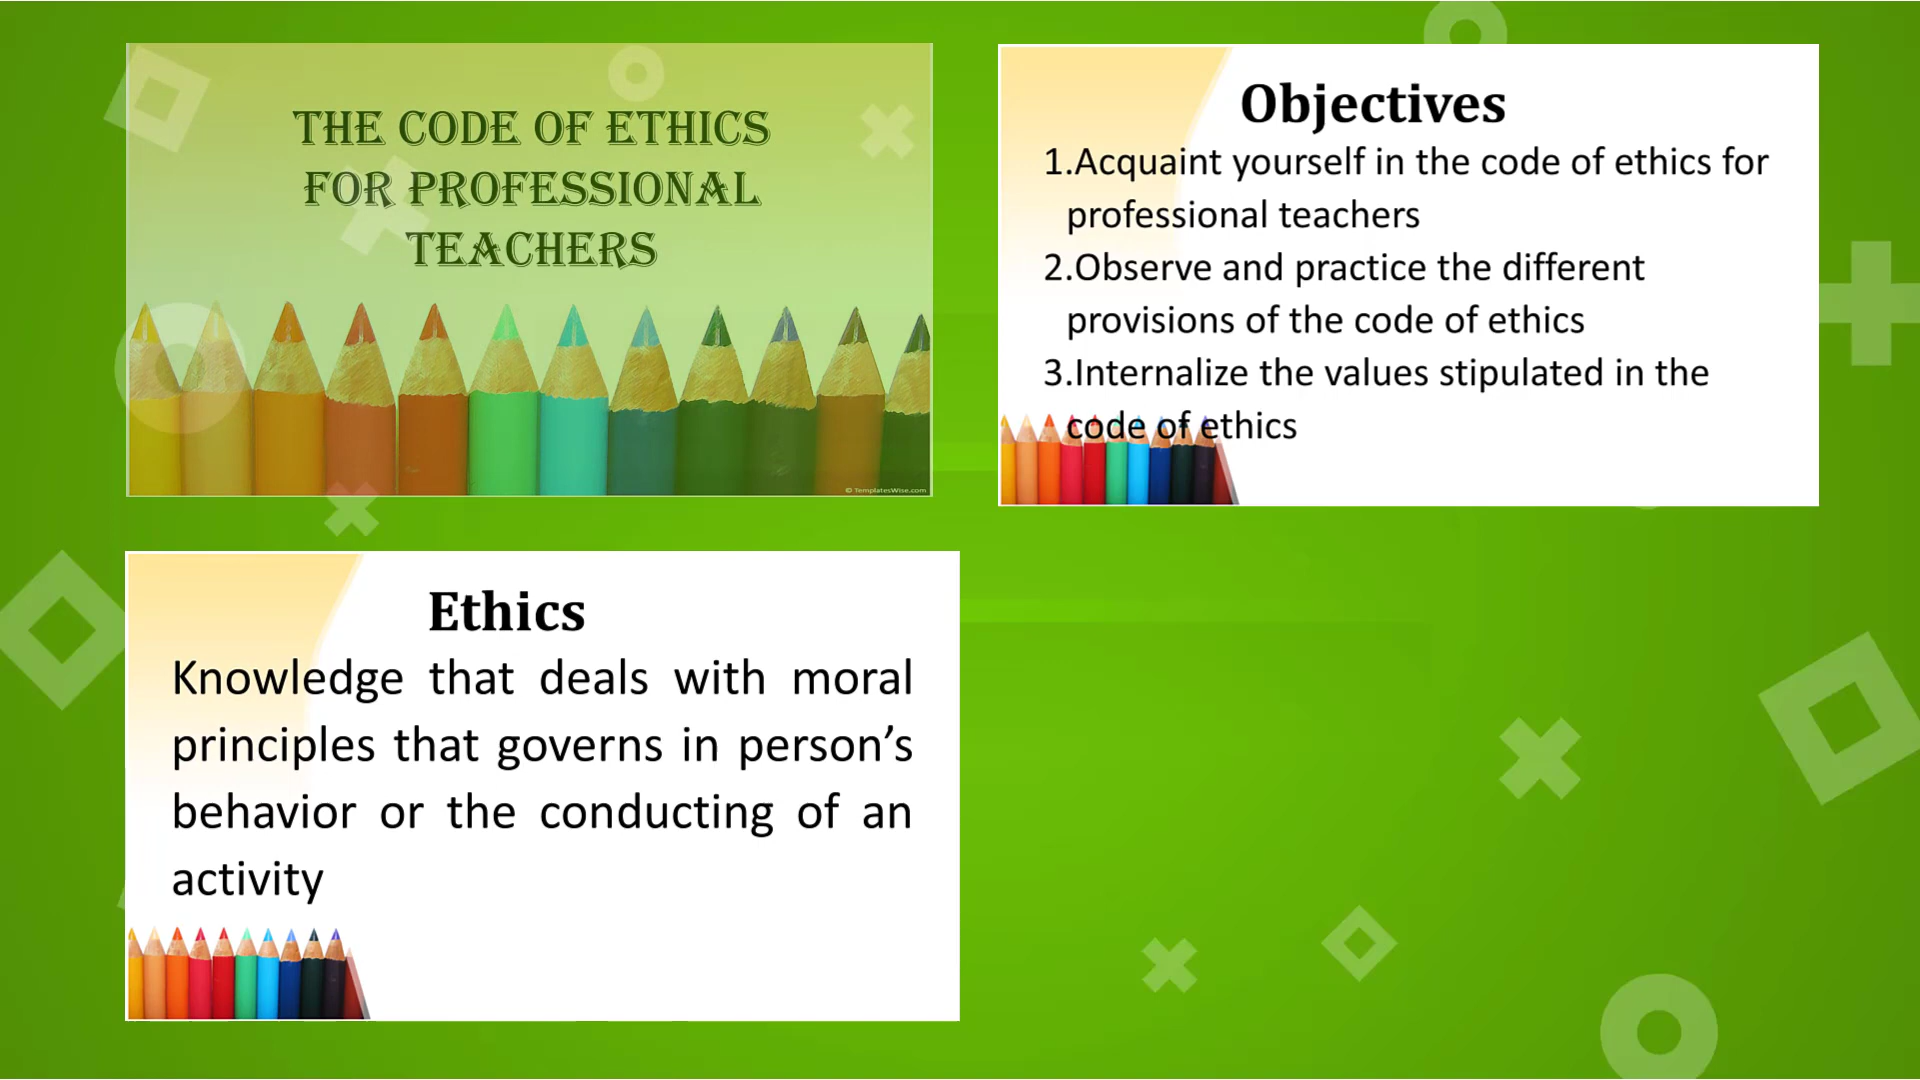 THE CODE OF ETHICS
FOR PROFESSIONAL
TEACHERS
© TemplatesWise.com
Objectives
1.Acquaint yourself in the code of ethics for
professional teachers
2.Observe and practice the different
provisions of the code of ethics
3.Internalize the values stipulated in the
code of ethics
Ethics
Knowledge that deals with moral
principles that governs in person’s
behavior or the conducting of an
activity